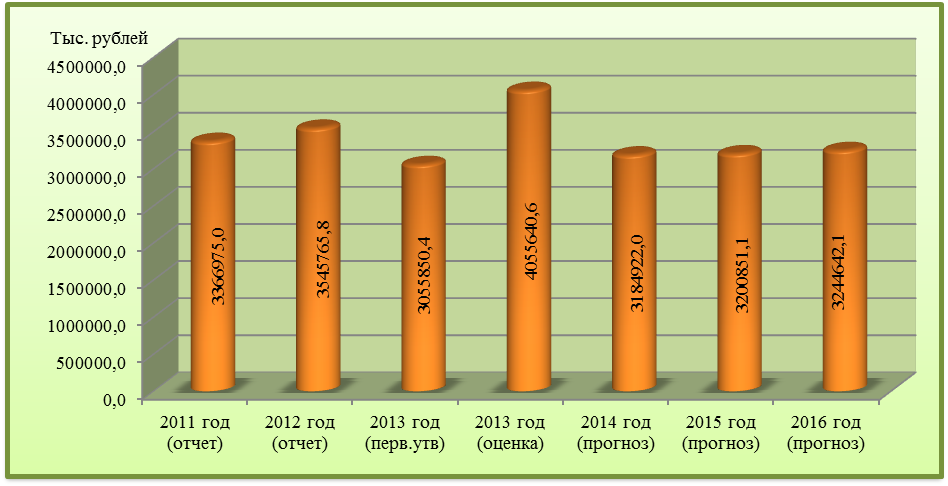 Тыс. рублей
4500000,0
4000000,0
3500000,0
3000000,0
2500000,0
2000000,0
1500000,0
1000000,0
500000,0
0,0
3366975,0
3545765,8
3055850,4
4055640,6
3184922,0
3200851,1
3244642,1
2011 год
(отчет)
2012 год
(отчет)
2013 год
(перв.утв)
2013 год
(оценка)
2014 год
(прогноз)
2015 год
(прогноз)
2016 год
(прогноз)